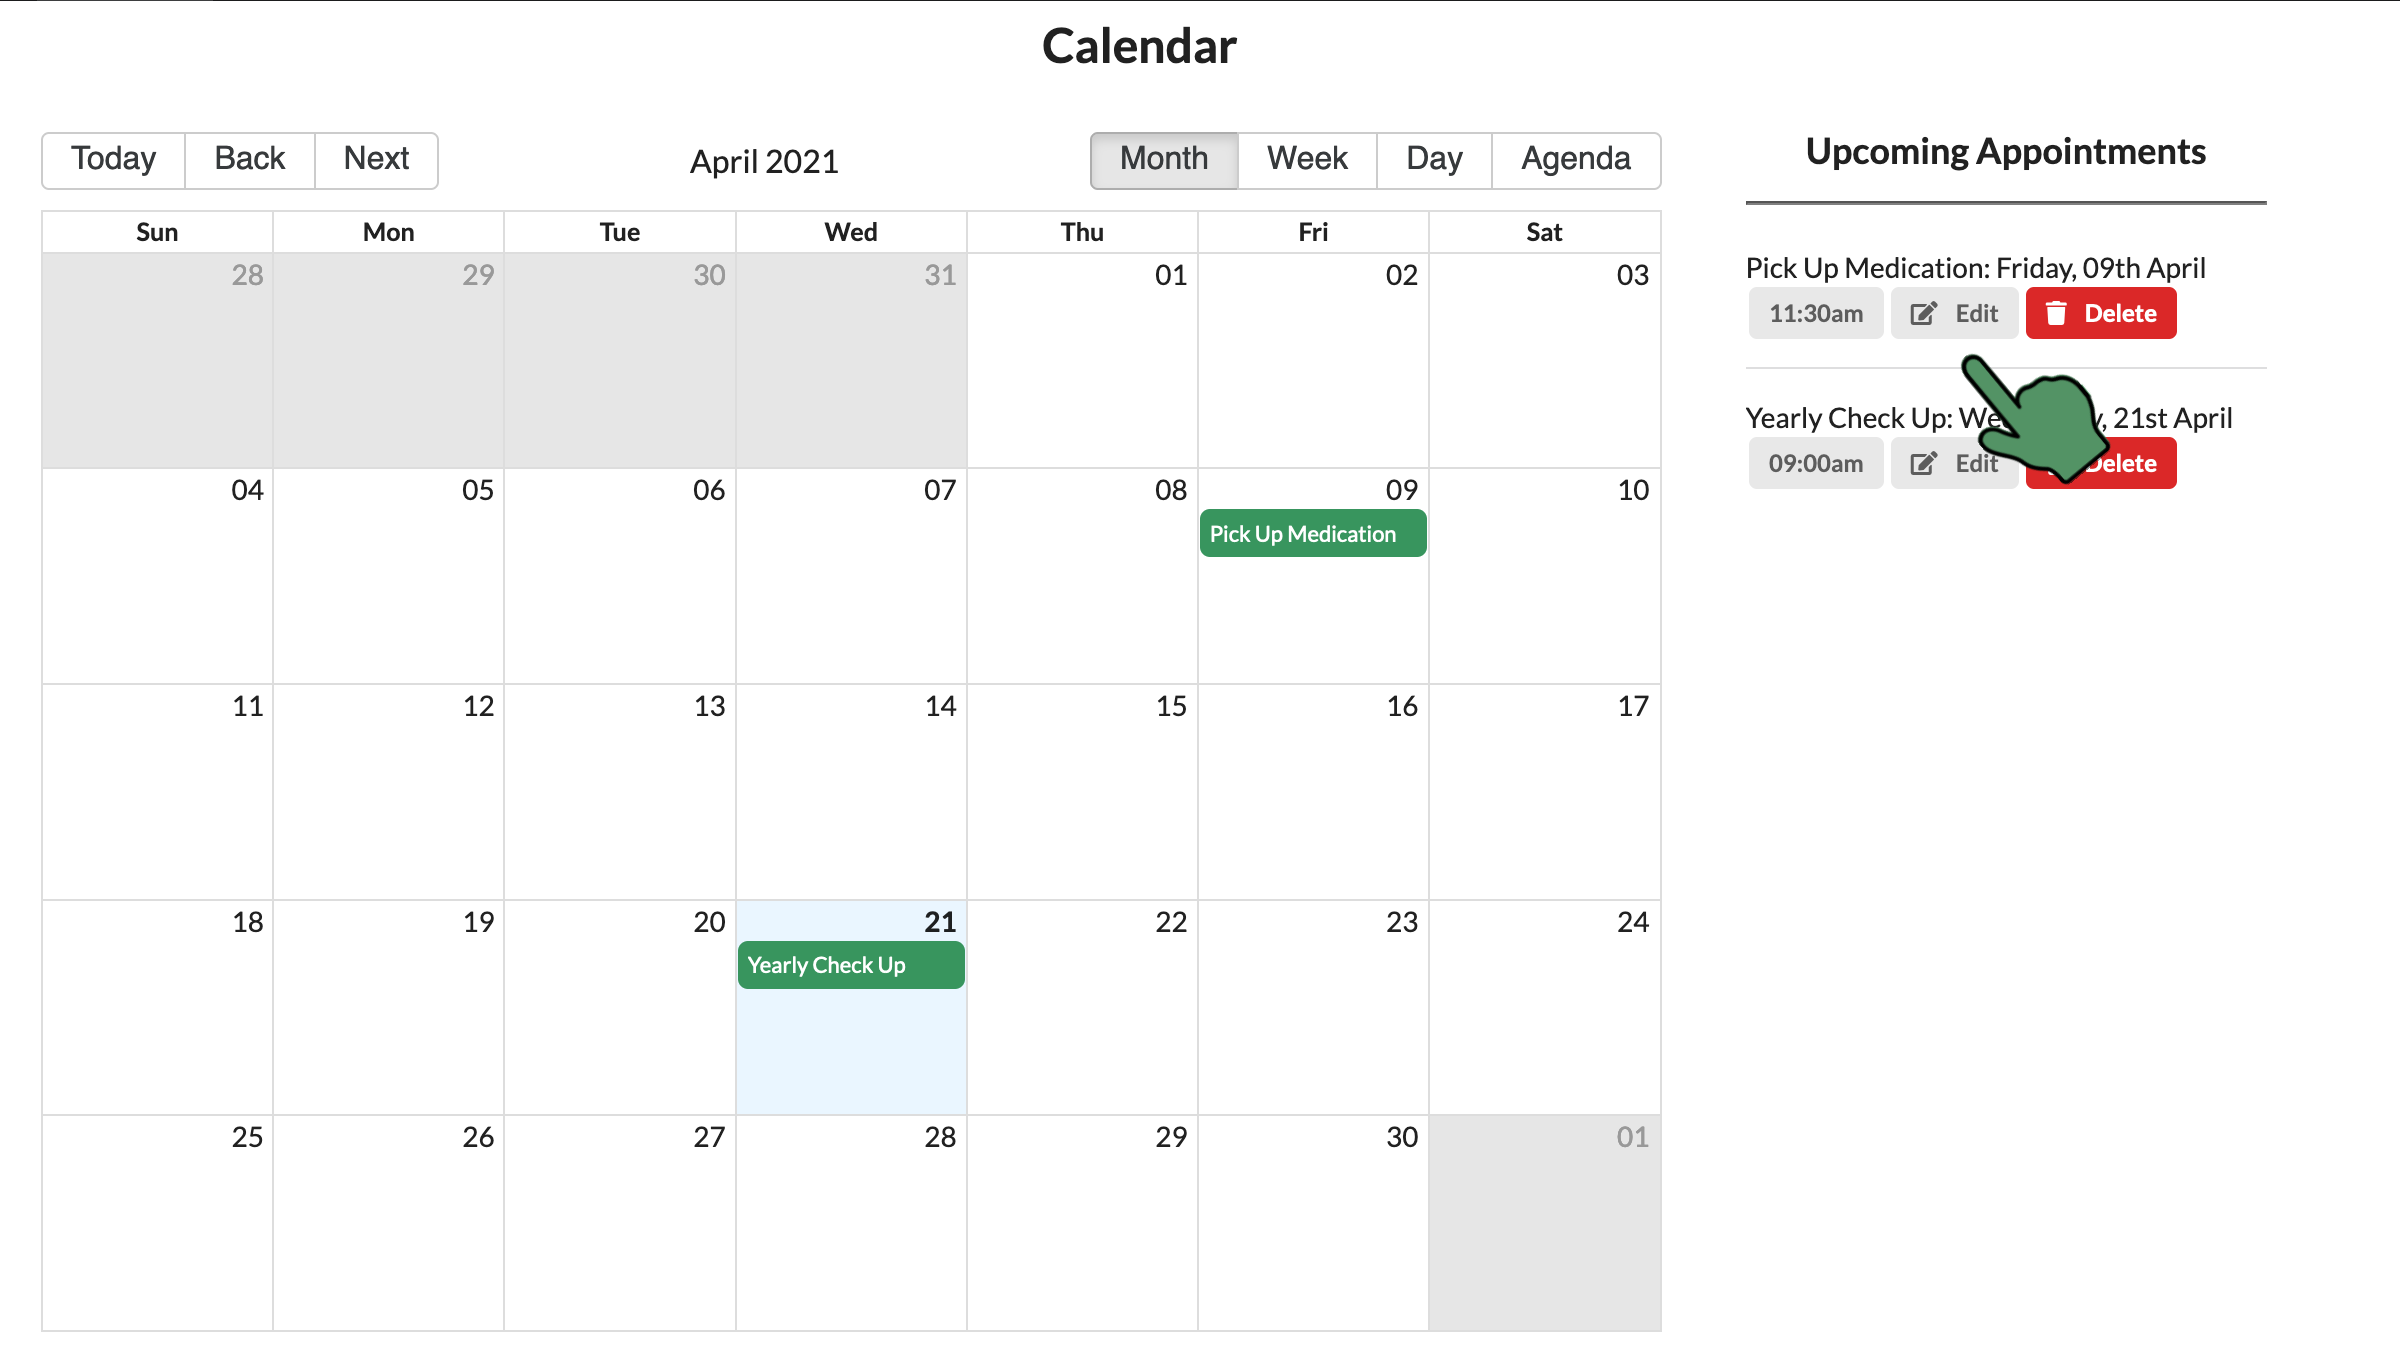 Calendar
Today Back Next April 2021 Month Week Day Agenda
Sun Mon Tue Wed Thu Fri Sat
28 29 30 31 01 02 03
04 05 06 07 08 09 10
Pick Up Medication
11 12 13 14 15 16 17
18 19 20 21 22 23 24
Yearly Check Up
25 26 27 28 29 30 01
Upcoming Appointments
Pick Up Medication: Friday, 09th April
11:30am Edit Delete
Yearly Check Up: 21st April
09:00am Edit Delete